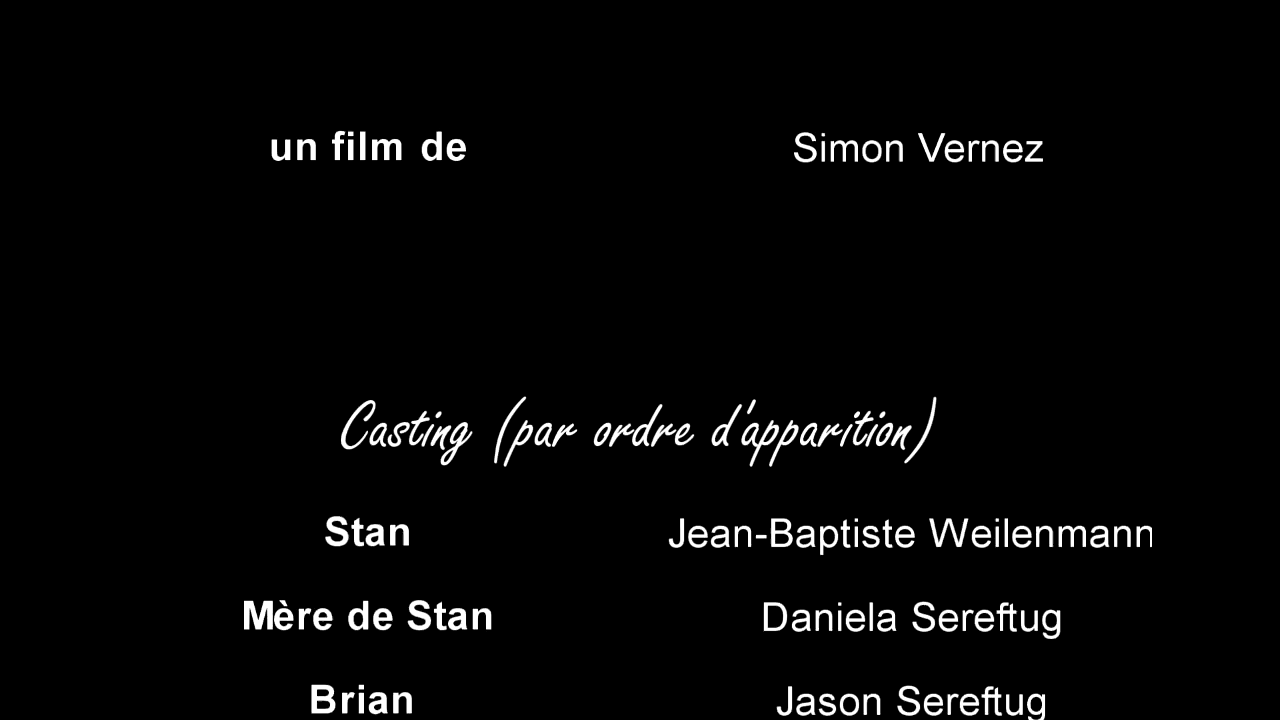 un film de Simon Vernez
Casting (par ordre d'apparition)
Stan Jean-Baptiste Weilenmann
Mère de Stan Daniela Sereftug
Brian Jason Sereftug